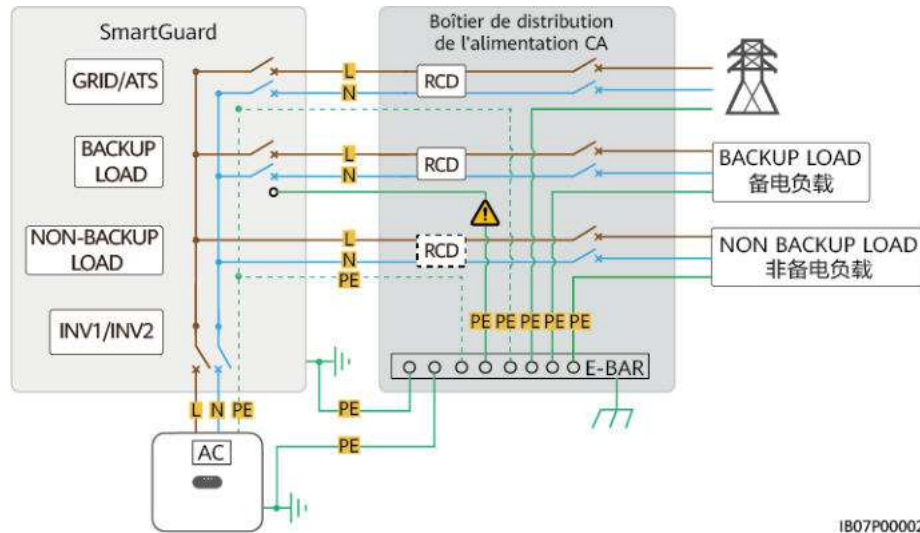 SmartGuard
Boîtier de distribution
de l'alimentation CA
GRID/ATS
L
N
RCD
BACKUP
LOAD
L
N
RCD
BACKUP LOAD
备电负载
NON-BACKUP
LOAD
L
N
PE
RCD
NON BACKUP LOAD
非备电负载
INV1/INV2
PE PE PE PE PE
E-BAR
L N PE
PE
PE
AC
IB07P00002